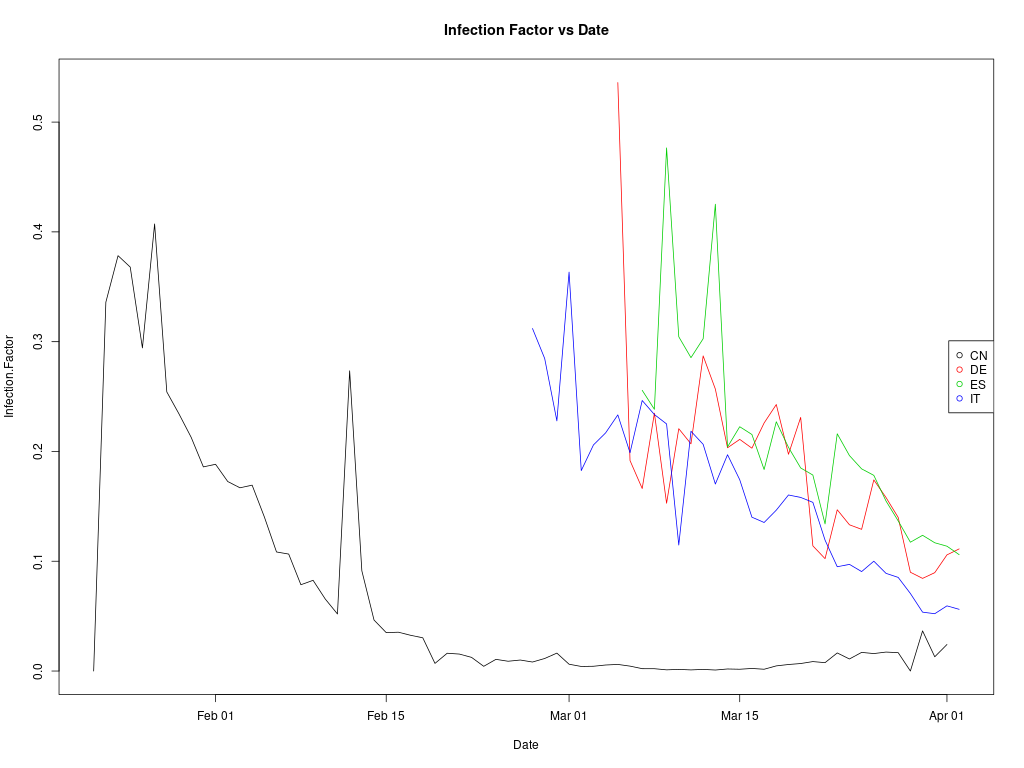 Infection Factor vs Date
Infection.Factor
0.5
0.4
0.3
0.2
0.1
0.0
CN
DE
ES
IT
Feb 01
Feb 15
Mar 01
Mar 15
Apr 01
Date